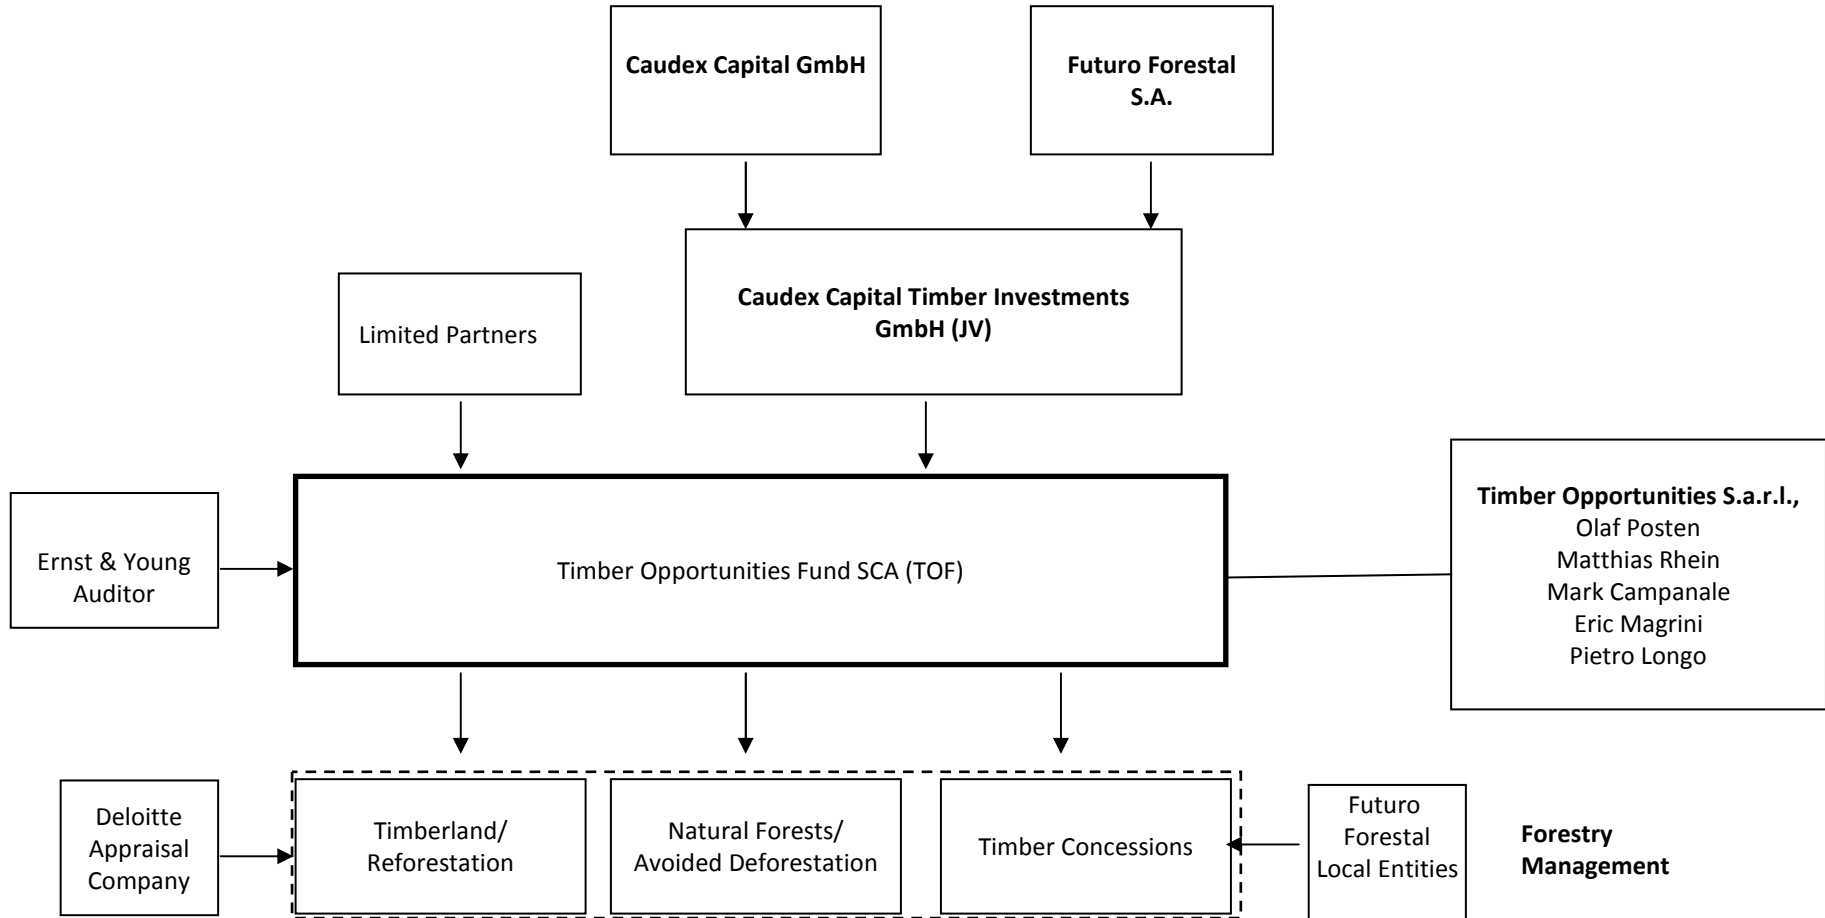 Caudex Capital GmbH
Futuro Forestal
S.A.
Caudex Capital Timber Investments
GmbH (JV)
Limited Partners
Timber Opportunities S.a.r.l.,
Olaf Posten
Matthias Rhein
Mark Campanale
Eric Magrini
Pietro Longo
Ernst & Young
Auditor
Timber Opportunities Fund SCA (TOF)
Deloitte
Appraisal
Company
Timberland/
Reforestation
Natural Forests/
Avoided Deforestation
Timber Concessions
Futuro
Forestal
Local Entities
Forestry
Management